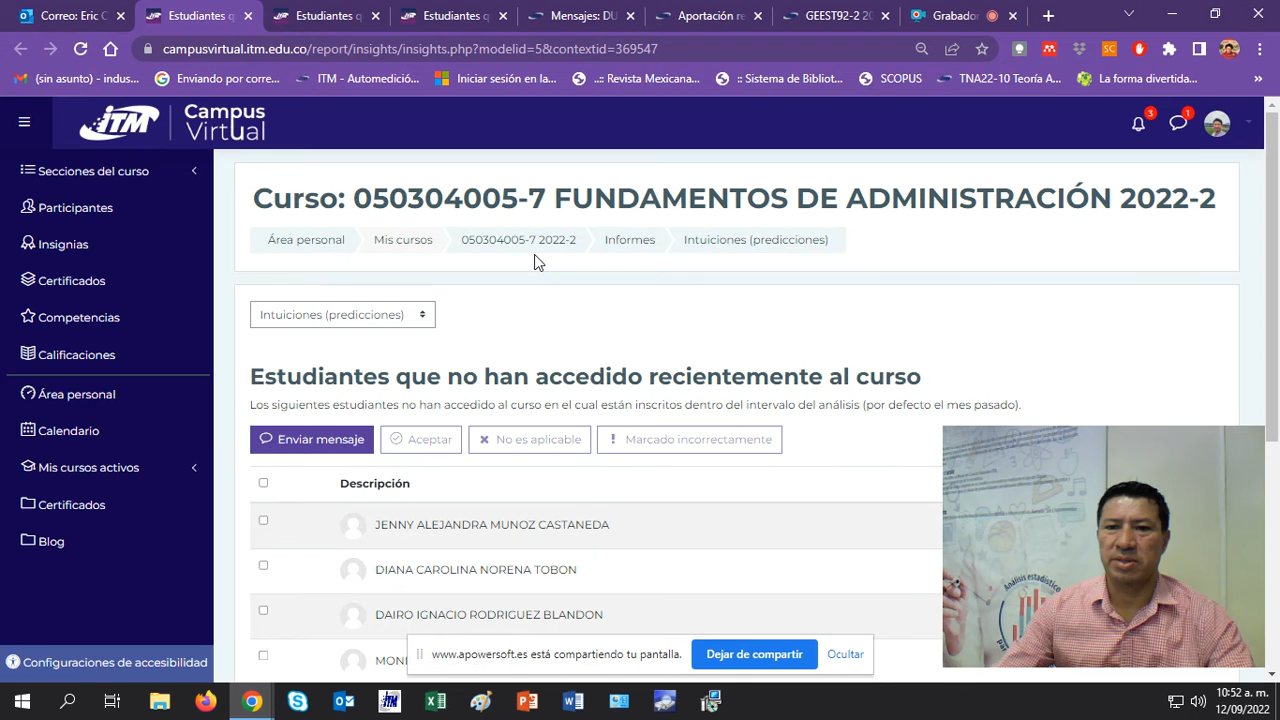 Correo: Eric C
Estudiantes q
Estudiantes q
Estudiantes q
Mensajes: DU
Aportación re
GEEST92-2 20
Grabador
campusvirtual.itm.edu.co/report/insights/insights.php?modelid=5&contextid=369547
(sin asunto) - indus...
Enviando por corre...
ITM - Automedició...
Iniciar sesión en la...
..:: Revista Mexicana...
:: Sistema de Bibliot...
SCOPUS
TNA22-10 Teoría A...
La forma divertida...
»
ITM
Campus
Virtual
3
1
Secciones del curso
Participantes
Insignias
Certificados
Competencias
Calificaciones
Área personal
Calendario
Mis cursos activos
Certificados
Blog
Configuraciones de accesibilidad
Curso: 050304005-7 FUNDAMENTOS DE ADMINISTRACIÓN 2022-2
Área personal
Mis cursos
050304005-7 2022-2
Informes
Intuiciones (predicciones)
Intuiciones (predicciones)
Estudiantes que no han accedido recientemente al curso
Los siguientes estudiantes no han accedido al curso en el cual están inscritos dentro del intervalo del análisis (por defecto el mes pasado).
Enviar mensaje
Aceptar
No es aplicable
Marcado incorrectamente
Descripción
JENNY ALEJANDRA MUNOZ CASTANEDA
DIANA CAROLINA NORENA TOBON
DAIRO IGNACIO RODRIGUEZ BLANDON
Análisis estadístico
www.apowersoft.es está compartiendo tu pantalla.
Dejar de compartir
Ocultar
10:52 a. m.
12/09/2022